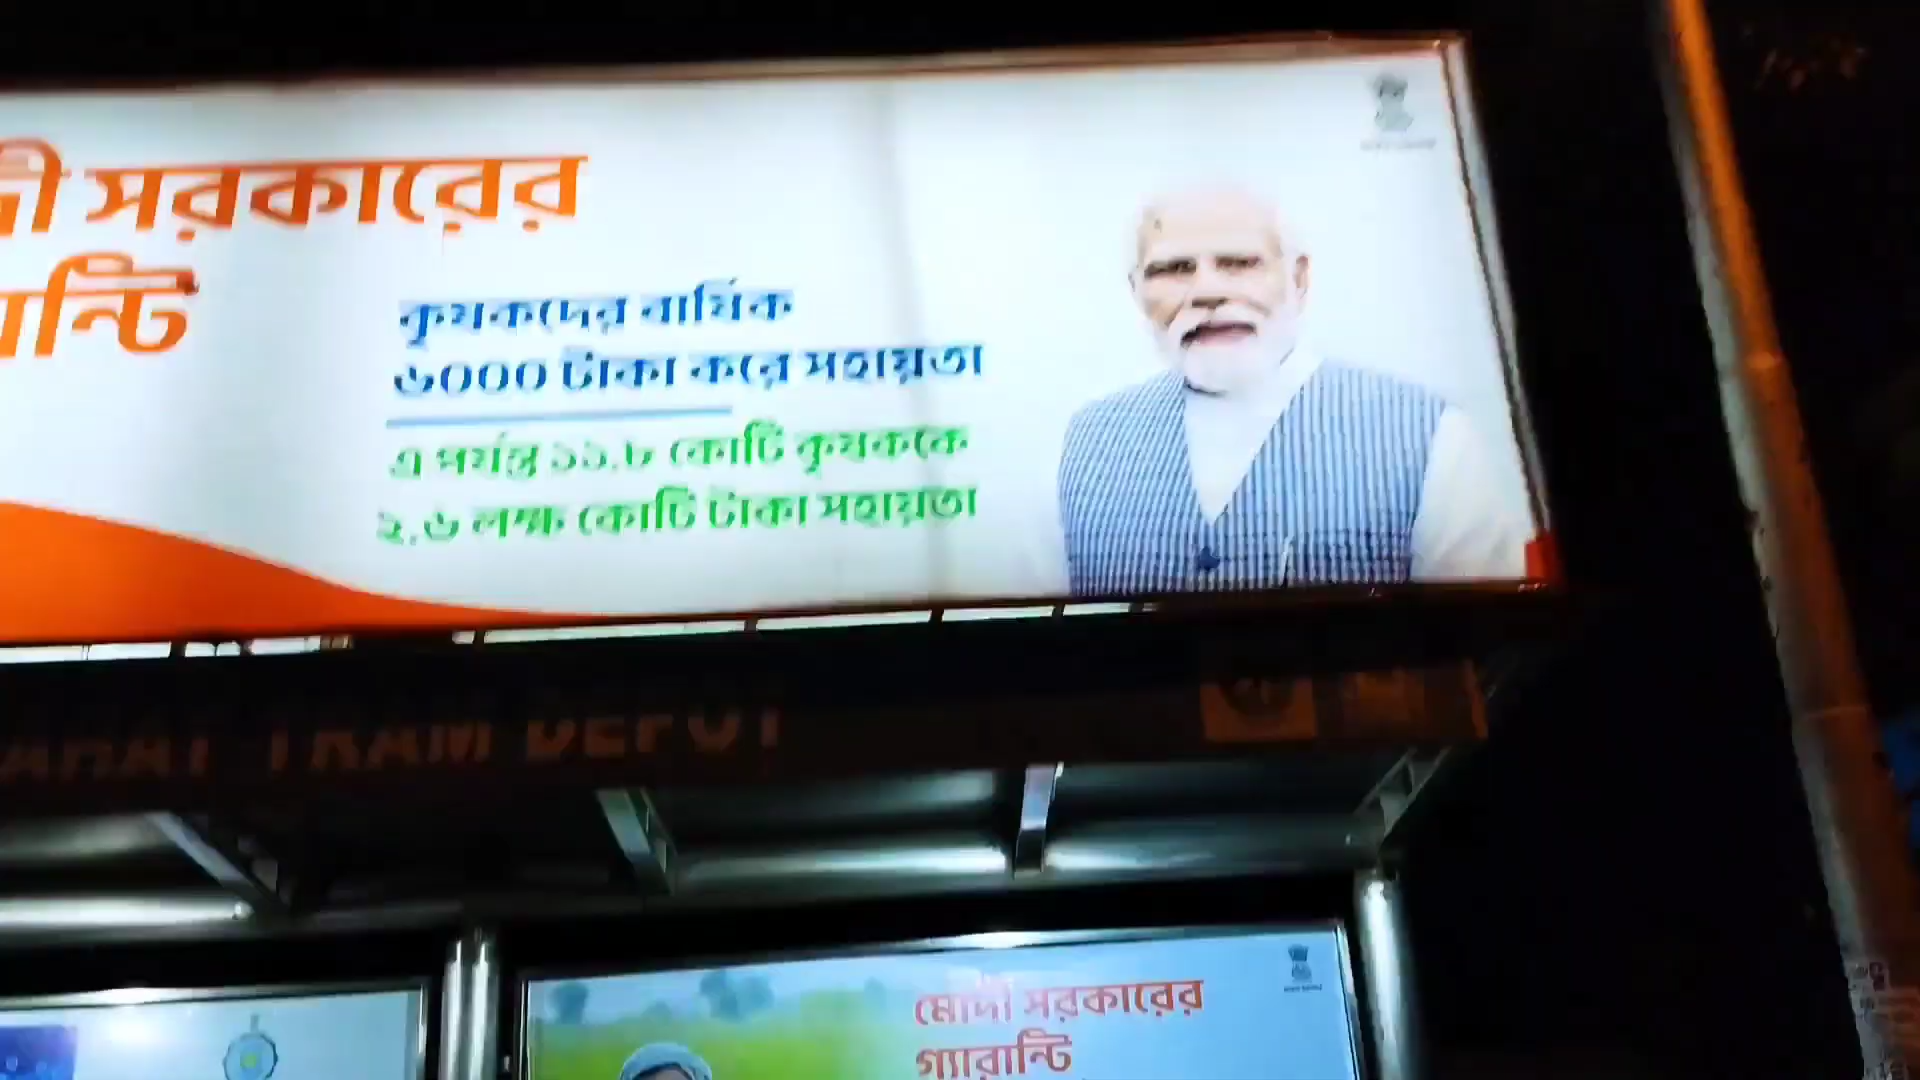 সরকারের
কৃষকদের বার্ষিক
৬০০০ টাকা করে সহায়তা
এ পর্যন্ত ১১.৮ কোটি কৃষককে
২.৬ লক্ষ কোটি টাকা সহায়তা
TRAM DEPOT
মোদী সরকারের
গ্যারান্টি